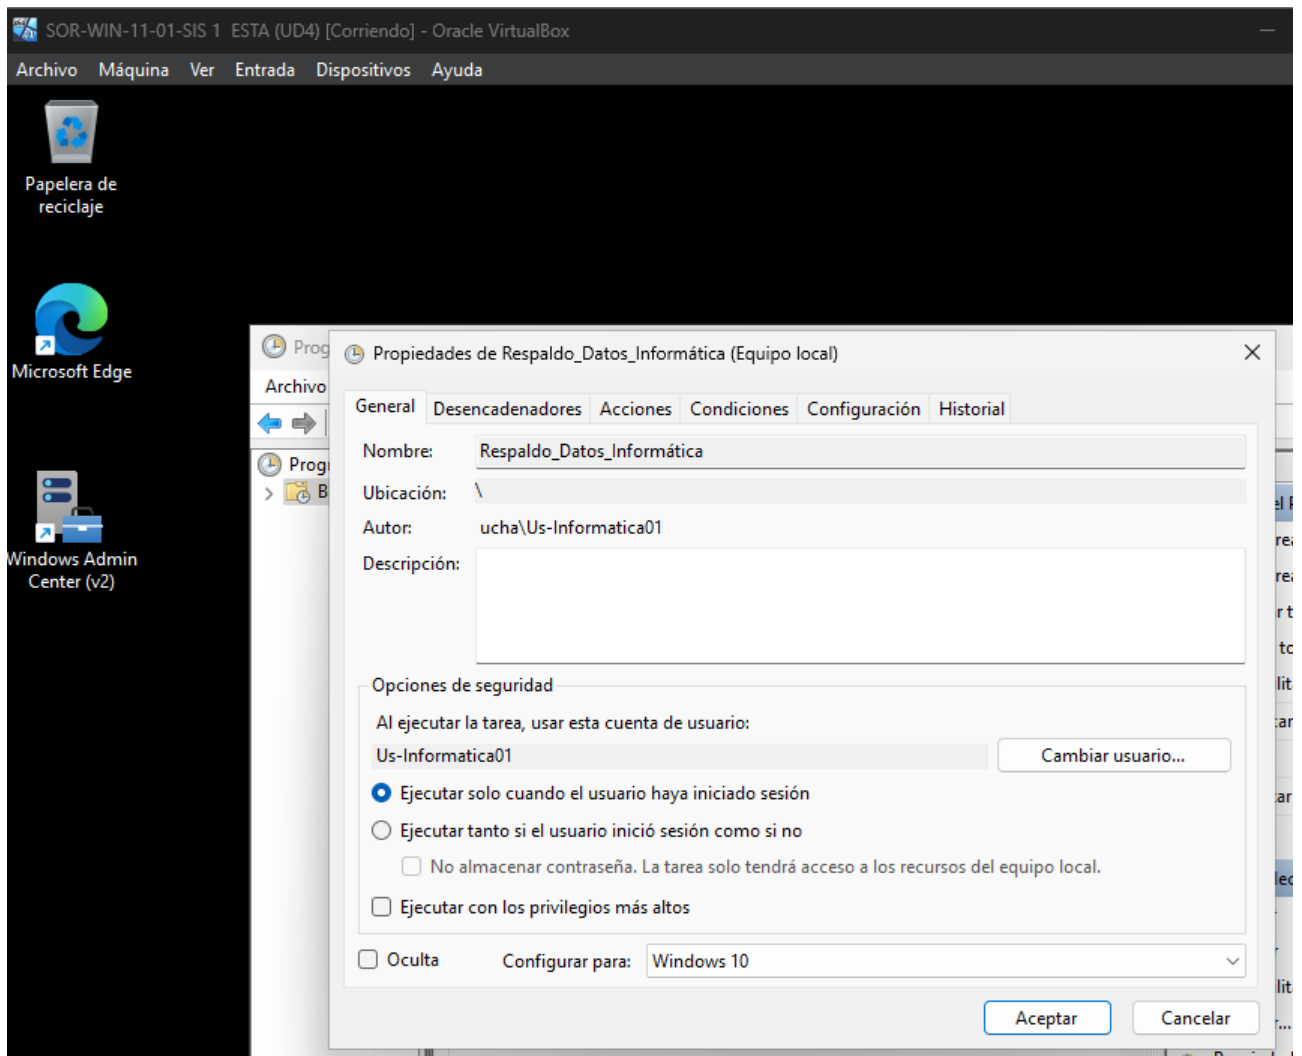 SOR-WIN-11-01-SIS 1 ESTA (UD4) [Corriendo] - Oracle VirtualBox
Archivo Máquina Ver Entrada Dispositivos Ayuda
Papelera de
reciclaje
Microsoft Edge
Windows Admin
Center (v2)
Archivo
Propiedades de Respaldo_Datos_Informática (Equipo local)
General Desencadenadores Acciones Condiciones Configuración Historial
Nombre: Respaldo_Datos_Informática
Ubicación: \
Autor: ucha\Us-Informatica01
Descripción:
Opciones de seguridad
Al ejecutar la tarea, usar esta cuenta de usuario:
Us-Informatica01 Cambiar usuario...
Ejecutar solo cuando el usuario haya iniciado sesión
Ejecutar tanto si el usuario inició sesión como si no
No almacenar contraseña. La tarea solo tendrá acceso a los recursos del equipo local.
Ejecutar con los privilegios más altos
Oculta Configurar para: Windows 10
Aceptar Cancelar